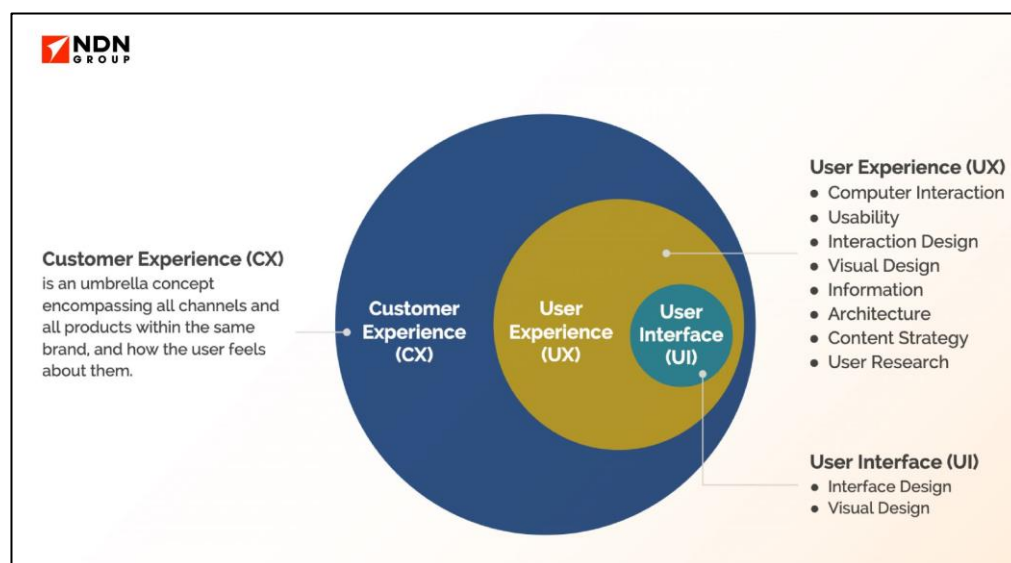 NDN
GROUP
Customer Experience (CX)
is an umbrella concept
encompassing all channels and
all products within the same
brand, and how the user feels
about them.
Customer
Experience
(CX)
User
Experience
(UX)
User
Interface
(UI)
User Experience (UX)
● Computer Interaction
● Usability
● Interaction Design
● Visual Design
● Information
● Architecture
● Content Strategy
● User Research
User Interface (UI)
● Interface Design
● Visual Design